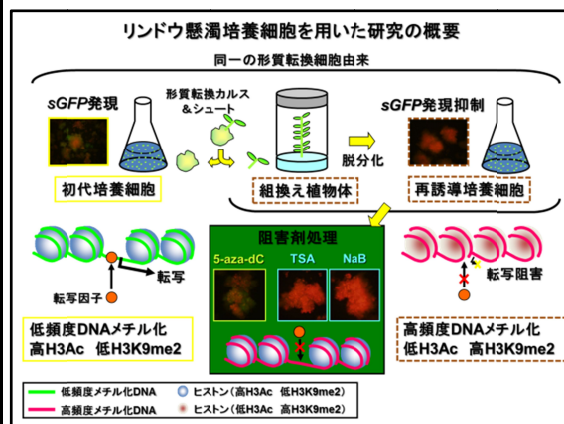 リンドウ懸濁培養細胞を用いた研究の概要
同一の形質転換細胞由来
sGFP発現
形質転換カルス
&シュート
sGFP発現抑制
脱分化
初代培養細胞
組換え植物体
再誘導培養細胞
転写
転写因子
阻害剤処理
5-aza-dC
TSA
NaB
転写阻害
低頻度DNAメチル化
高H3Ac 低H3K9me2
高頻度DNAメチル化
低H3Ac 高H3K9me2
低頻度メチル化DNA
ヒストン(高H3Ac 低H3K9me2)
高頻度メチル化DNA
ヒストン(低H3Ac 高H3K9me2)